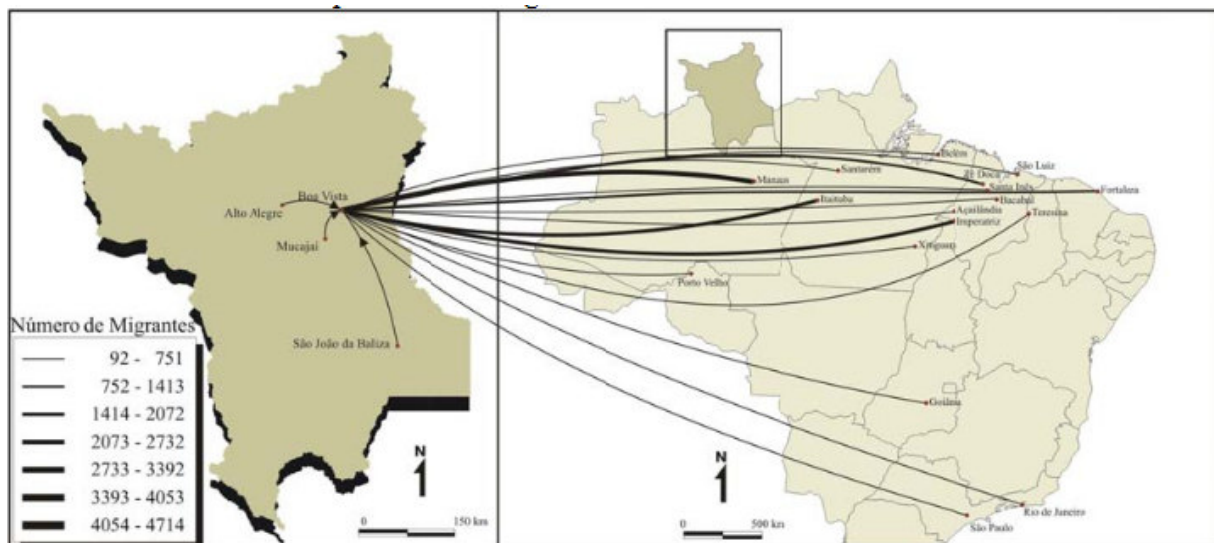 Boa Vista
Alto Alegre
Mucajaí
São João da Baliza
Número de Migrantes
92 - 751
752 - 1413
1414 - 2072
2073 - 2732
2733 - 3392
3393 - 4053
4054 - 4714
N
0 150 km
Belém
São Luiz
Santarém
Zé Doca
Manaus
Santa Inês
Fortaleza
Itaituba
Bacabal
Açailândia
Teresina
Imperatriz
Xinguara
Porto Velho
Goiânia
Rio de Janeiro
São Paulo
N
0 500 km